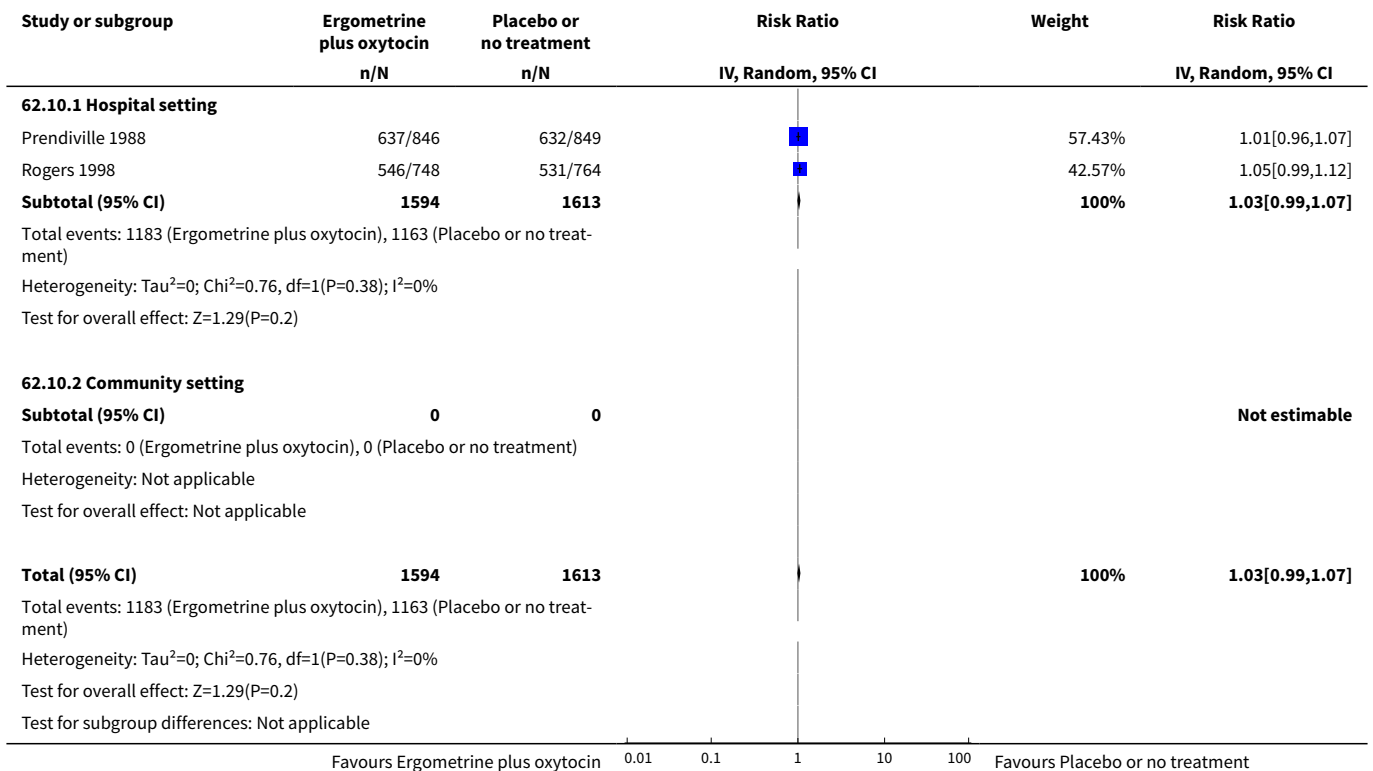 Study or subgroup Ergometrine plus oxytocin Placebo or no treatment Risk Ratio Weight Risk Ratio
n/N n/N IV, Random, 95% CI IV, Random, 95% CI
62.10.1 Hospital setting
Prendiville 1988 637/846 632/849 57.43% 1.01[0.96,1.07]
Rogers 1998 546/748 531/764 42.57% 1.05[0.99,1.12]
Subtotal (95% CI) 1594 1613 100% 1.03[0.99,1.07]
Total events: 1183 (Ergometrine plus oxytocin), 1163 (Placebo or no treat-
ment)
Heterogeneity: Tau²=0; Chi²=0.76, df=1(P=0.38); I²=0%
Test for overall effect: Z=1.29(P=0.2)
62.10.2 Community setting
Subtotal (95% CI) 0 0 Not estimable
Total events: 0 (Ergometrine plus oxytocin), 0 (Placebo or no treatment)
Heterogeneity: Not applicable
Test for overall effect: Not applicable
Total (95% CI) 1594 1613 100% 1.03[0.99,1.07]
Total events: 1183 (Ergometrine plus oxytocin), 1163 (Placebo or no treat-
ment)
Heterogeneity: Tau²=0; Chi²=0.76, df=1(P=0.38); I²=0%
Test for overall effect: Z=1.29(P=0.2)
Test for subgroup differences: Not applicable
Favours Ergometrine plus oxytocin 0.01 0.1 1 10 100 Favours Placebo or no treatment